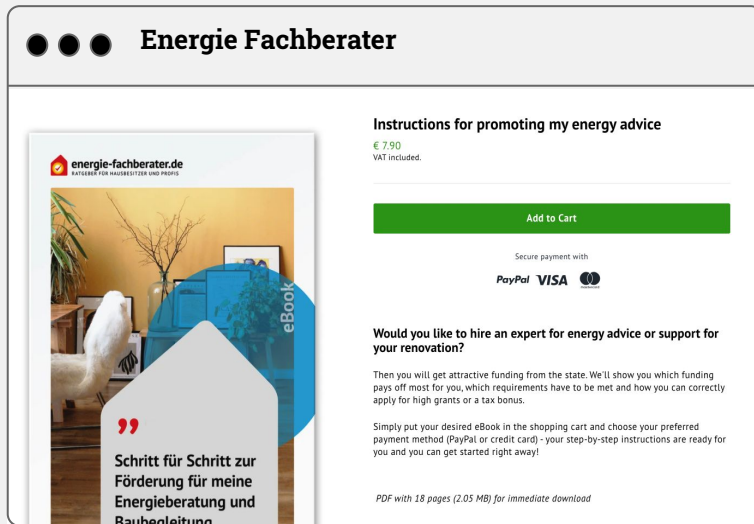 Energie Fachberater
energie-fachberater.de
RATGEBER FÜR HAUSBESITZER UND PROFIS
eBook
”
Schritt für Schritt zur
Förderung für meine
Energieberatung und
Baubegleitung
Instructions for promoting my energy advice
€ 7.90
VAT included.
Add to Cart
Secure payment with
PayPal VISA
Would you like to hire an expert for energy advice or support for
your renovation?
Then you will get attractive funding from the state. We'll show you which funding
pays off most for you, which requirements have to be met and how you can correctly
apply for high grants or a tax bonus.
Simply put your desired eBook in the shopping cart and choose your preferred
payment method (PayPal or credit card) - your step-by-step instructions are ready for
you and you can get started right away!
PDF with 18 pages (2.05 MB) for immediate download